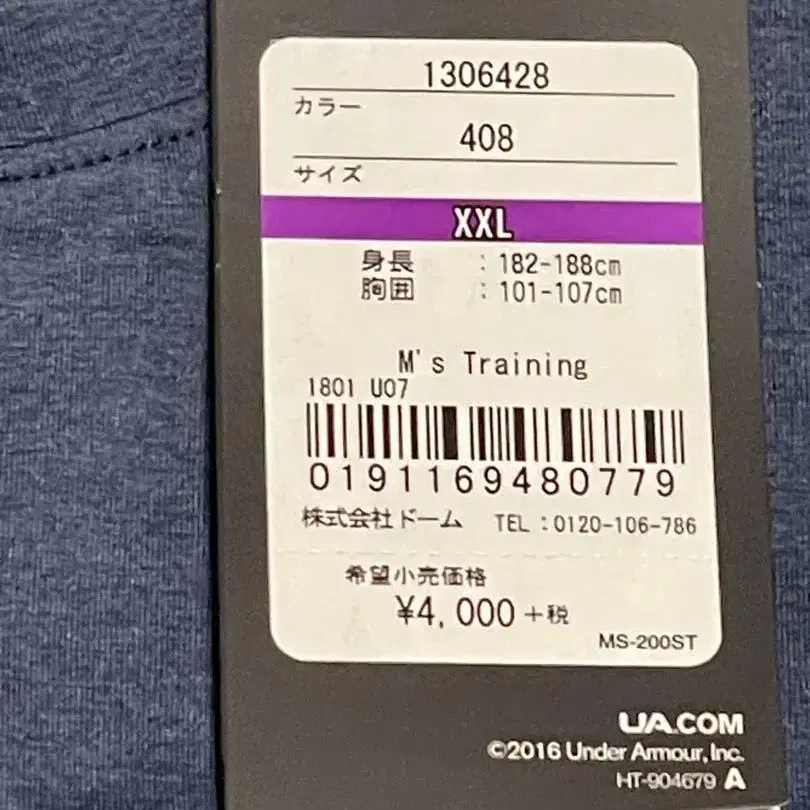 1306428
カラー
408
サイズ
XXL
身長 : 182-188cm
胸囲 : 101-107cm
M's Training
1801 U07
0191169480779
株式会社ドーム TEL:0120-106-786
希望小売価格
¥4,000+税
MS-200ST
UA.COM
©2016 Under Armour, Inc.
HT-904679 A